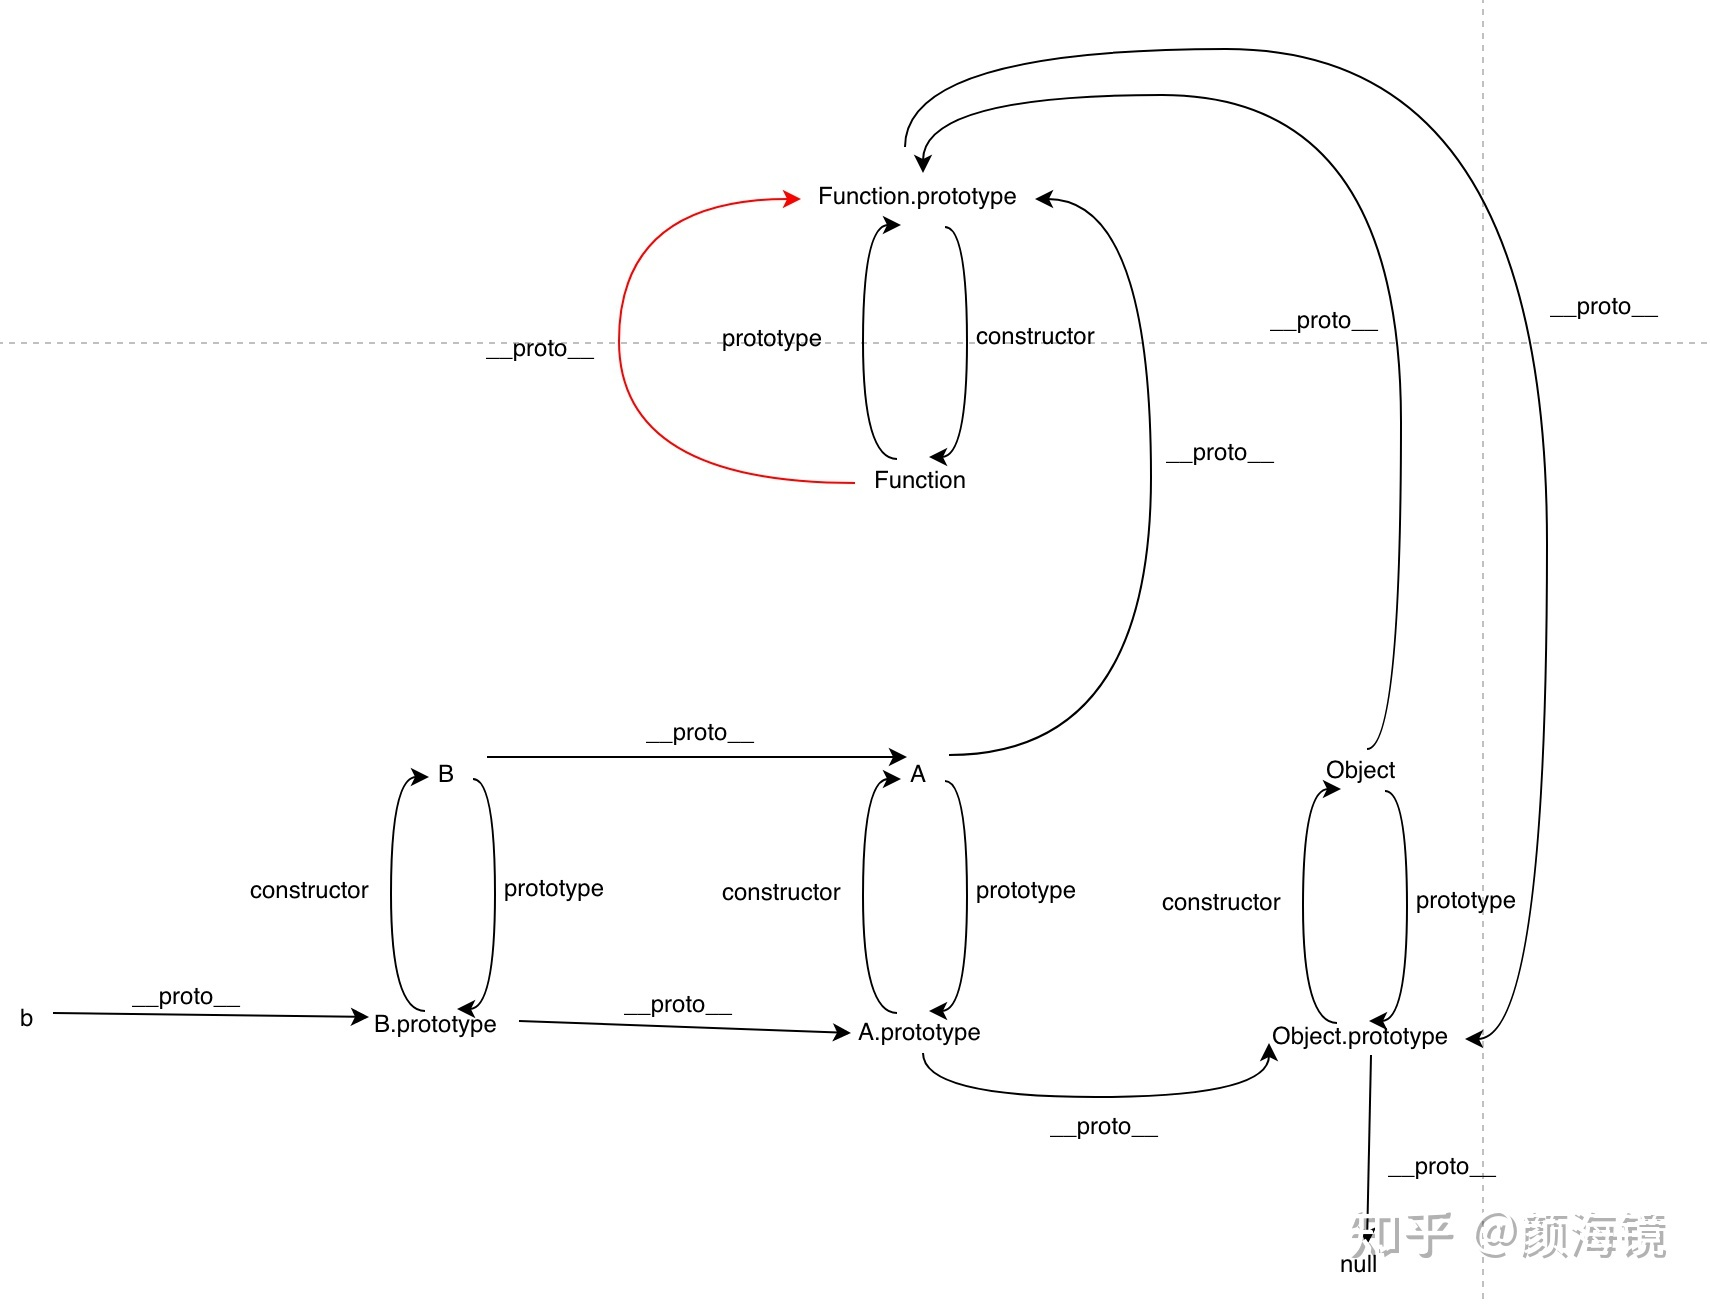 Function.prototype
__proto__
__proto__
prototype
constructor
__proto__
__proto__
Function
__proto__
B
A
Object
constructor
prototype
constructor
prototype
constructor
prototype
__proto__
__proto__
b
B.prototype
A.prototype
Object.prototype
__proto__
__proto__
知乎 @颜海镜
null